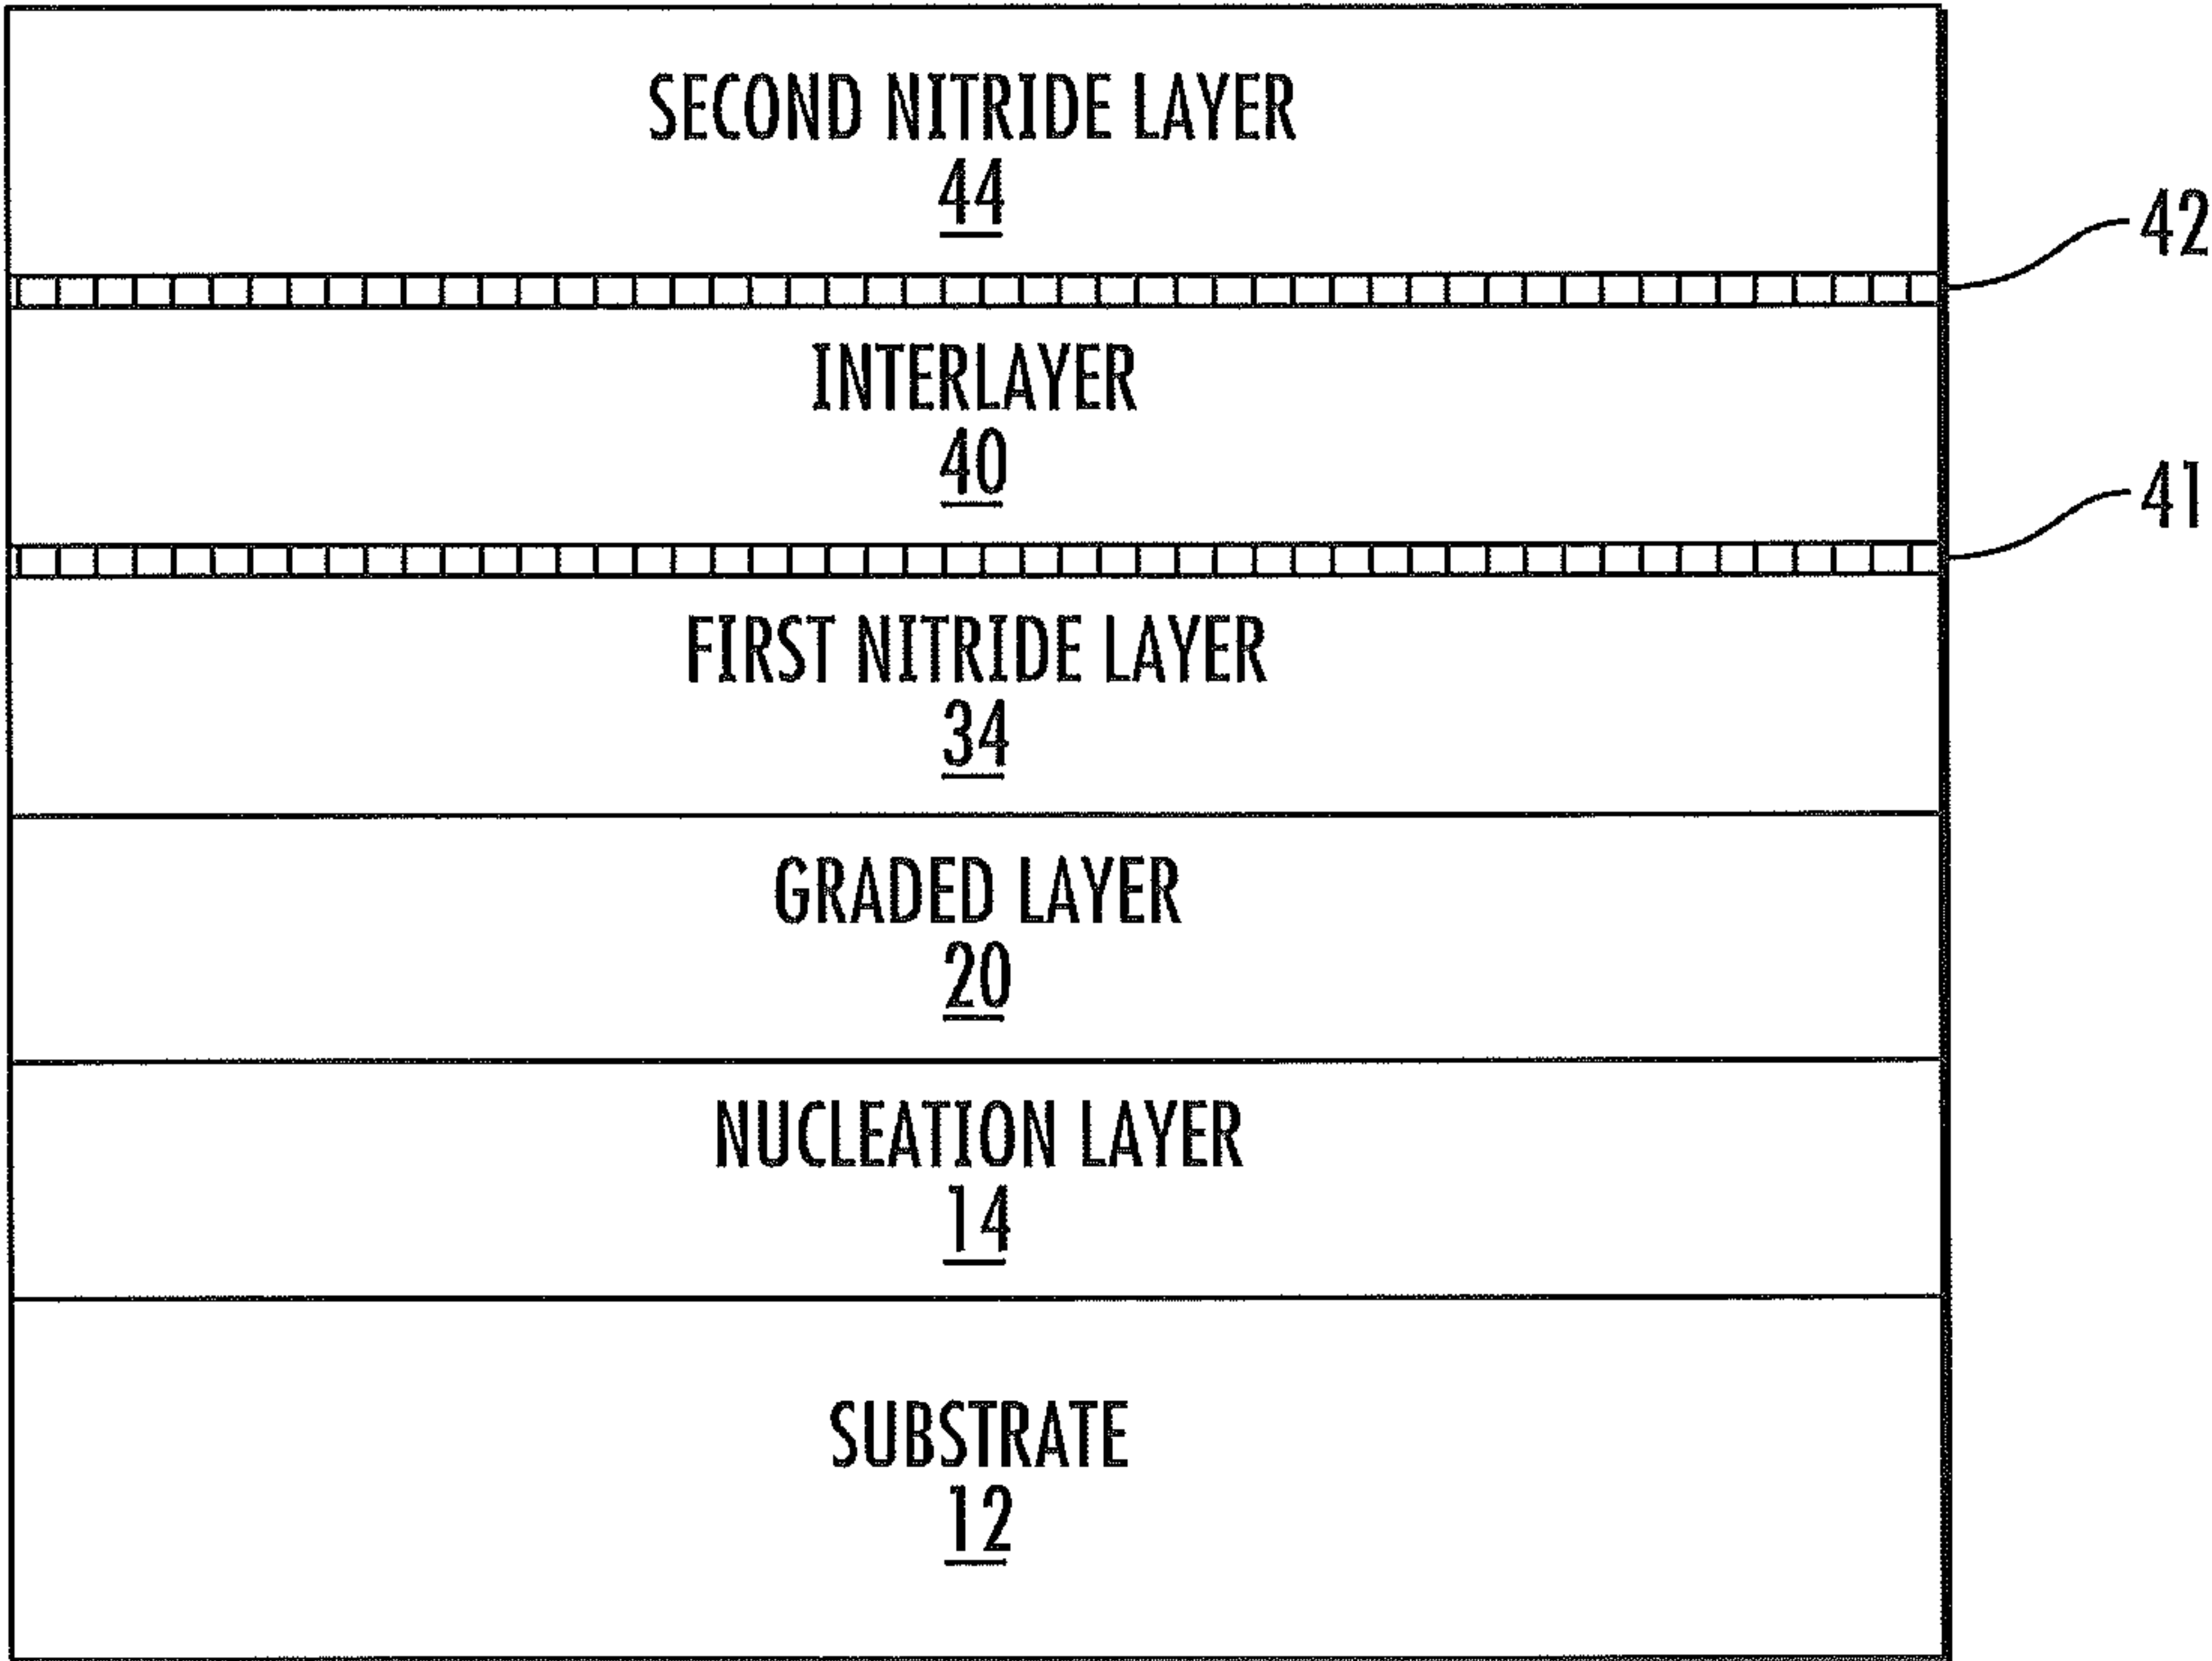 SECOND NITRIDE LAYER
44
42
INTERLAYER
40
41
FIRST NITRIDE LAYER
34
GRADED LAYER
20
NUCLEATION LAYER
14
SUBSTRATE
12